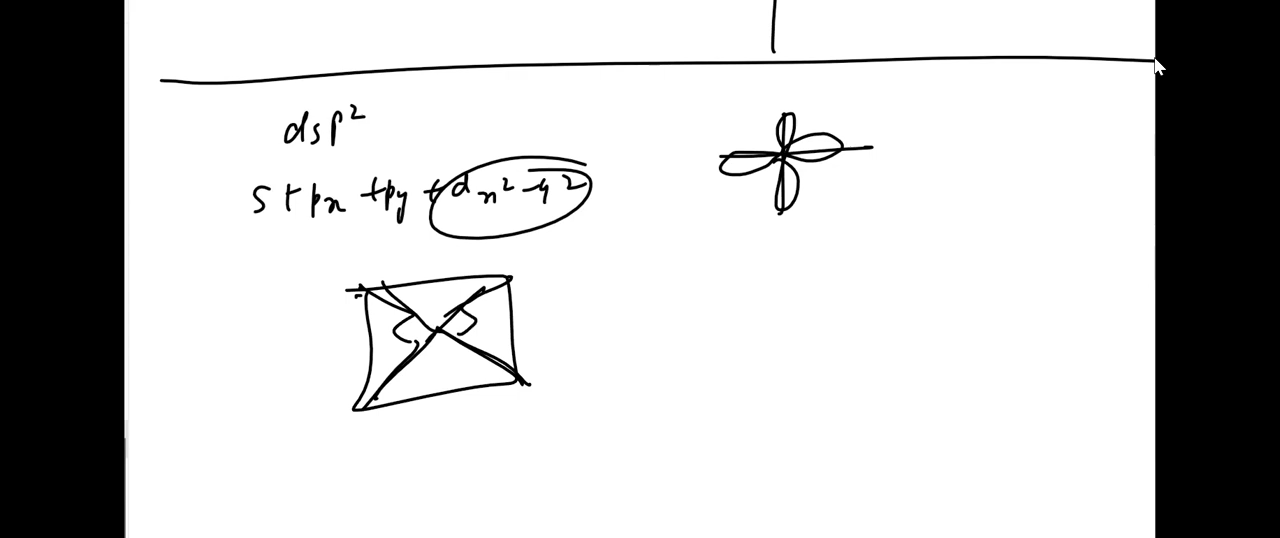 dsp²
s + px + py + dx²-y²